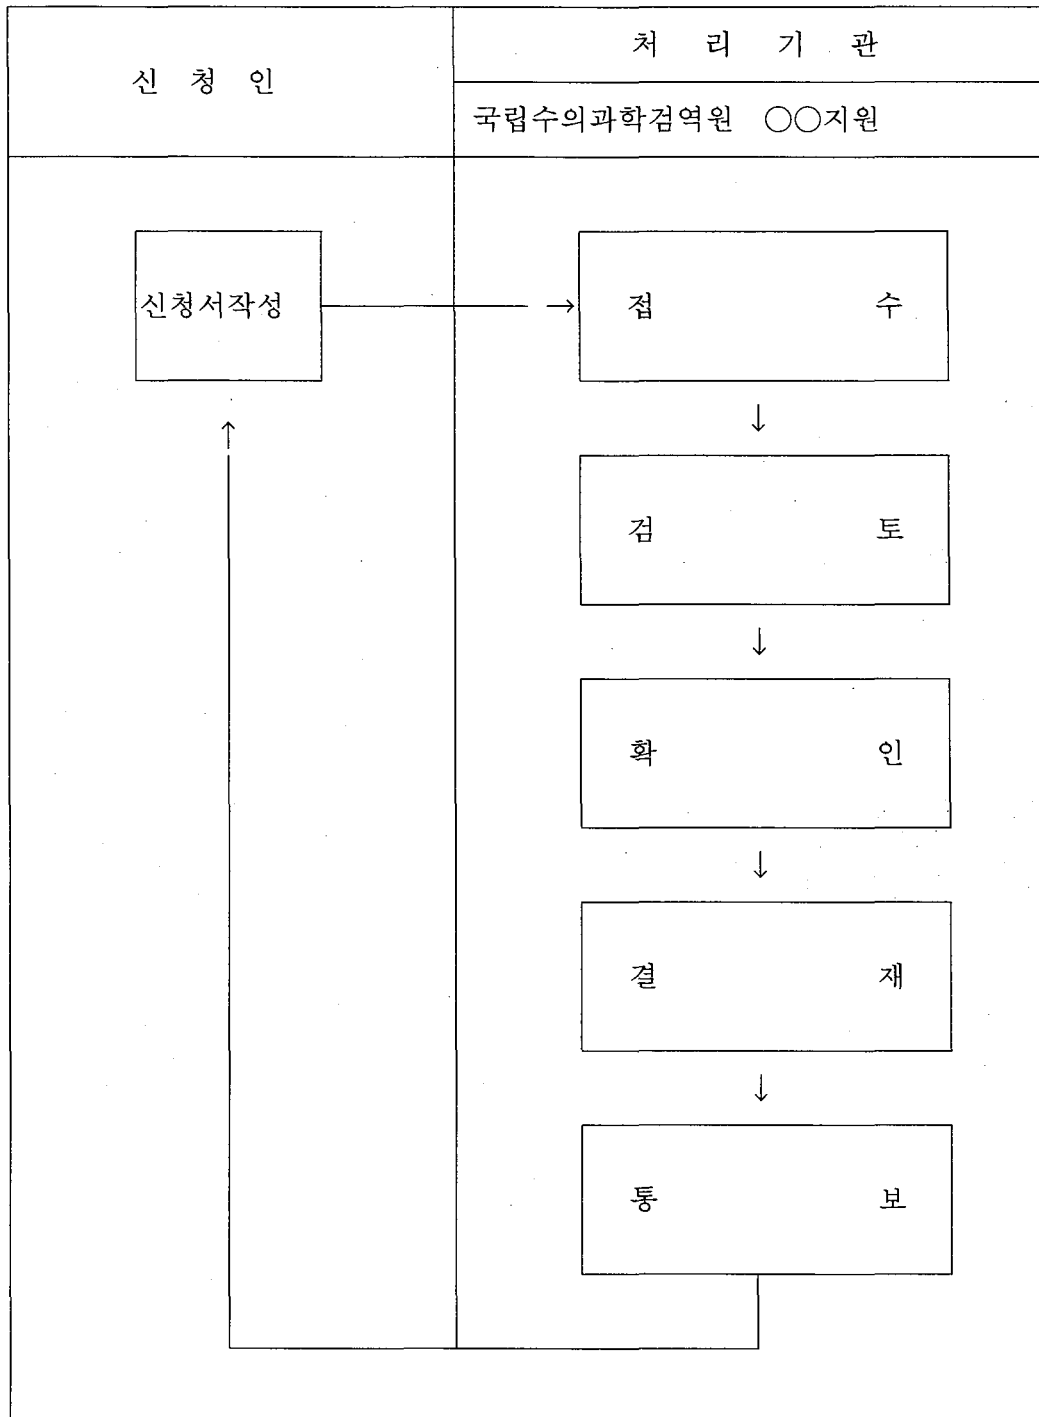 신 청 인
처 리 기 관
국립수의과학검역원 ○○지원
신청서작성
접 수
검 토
확 인
결 재
통 보